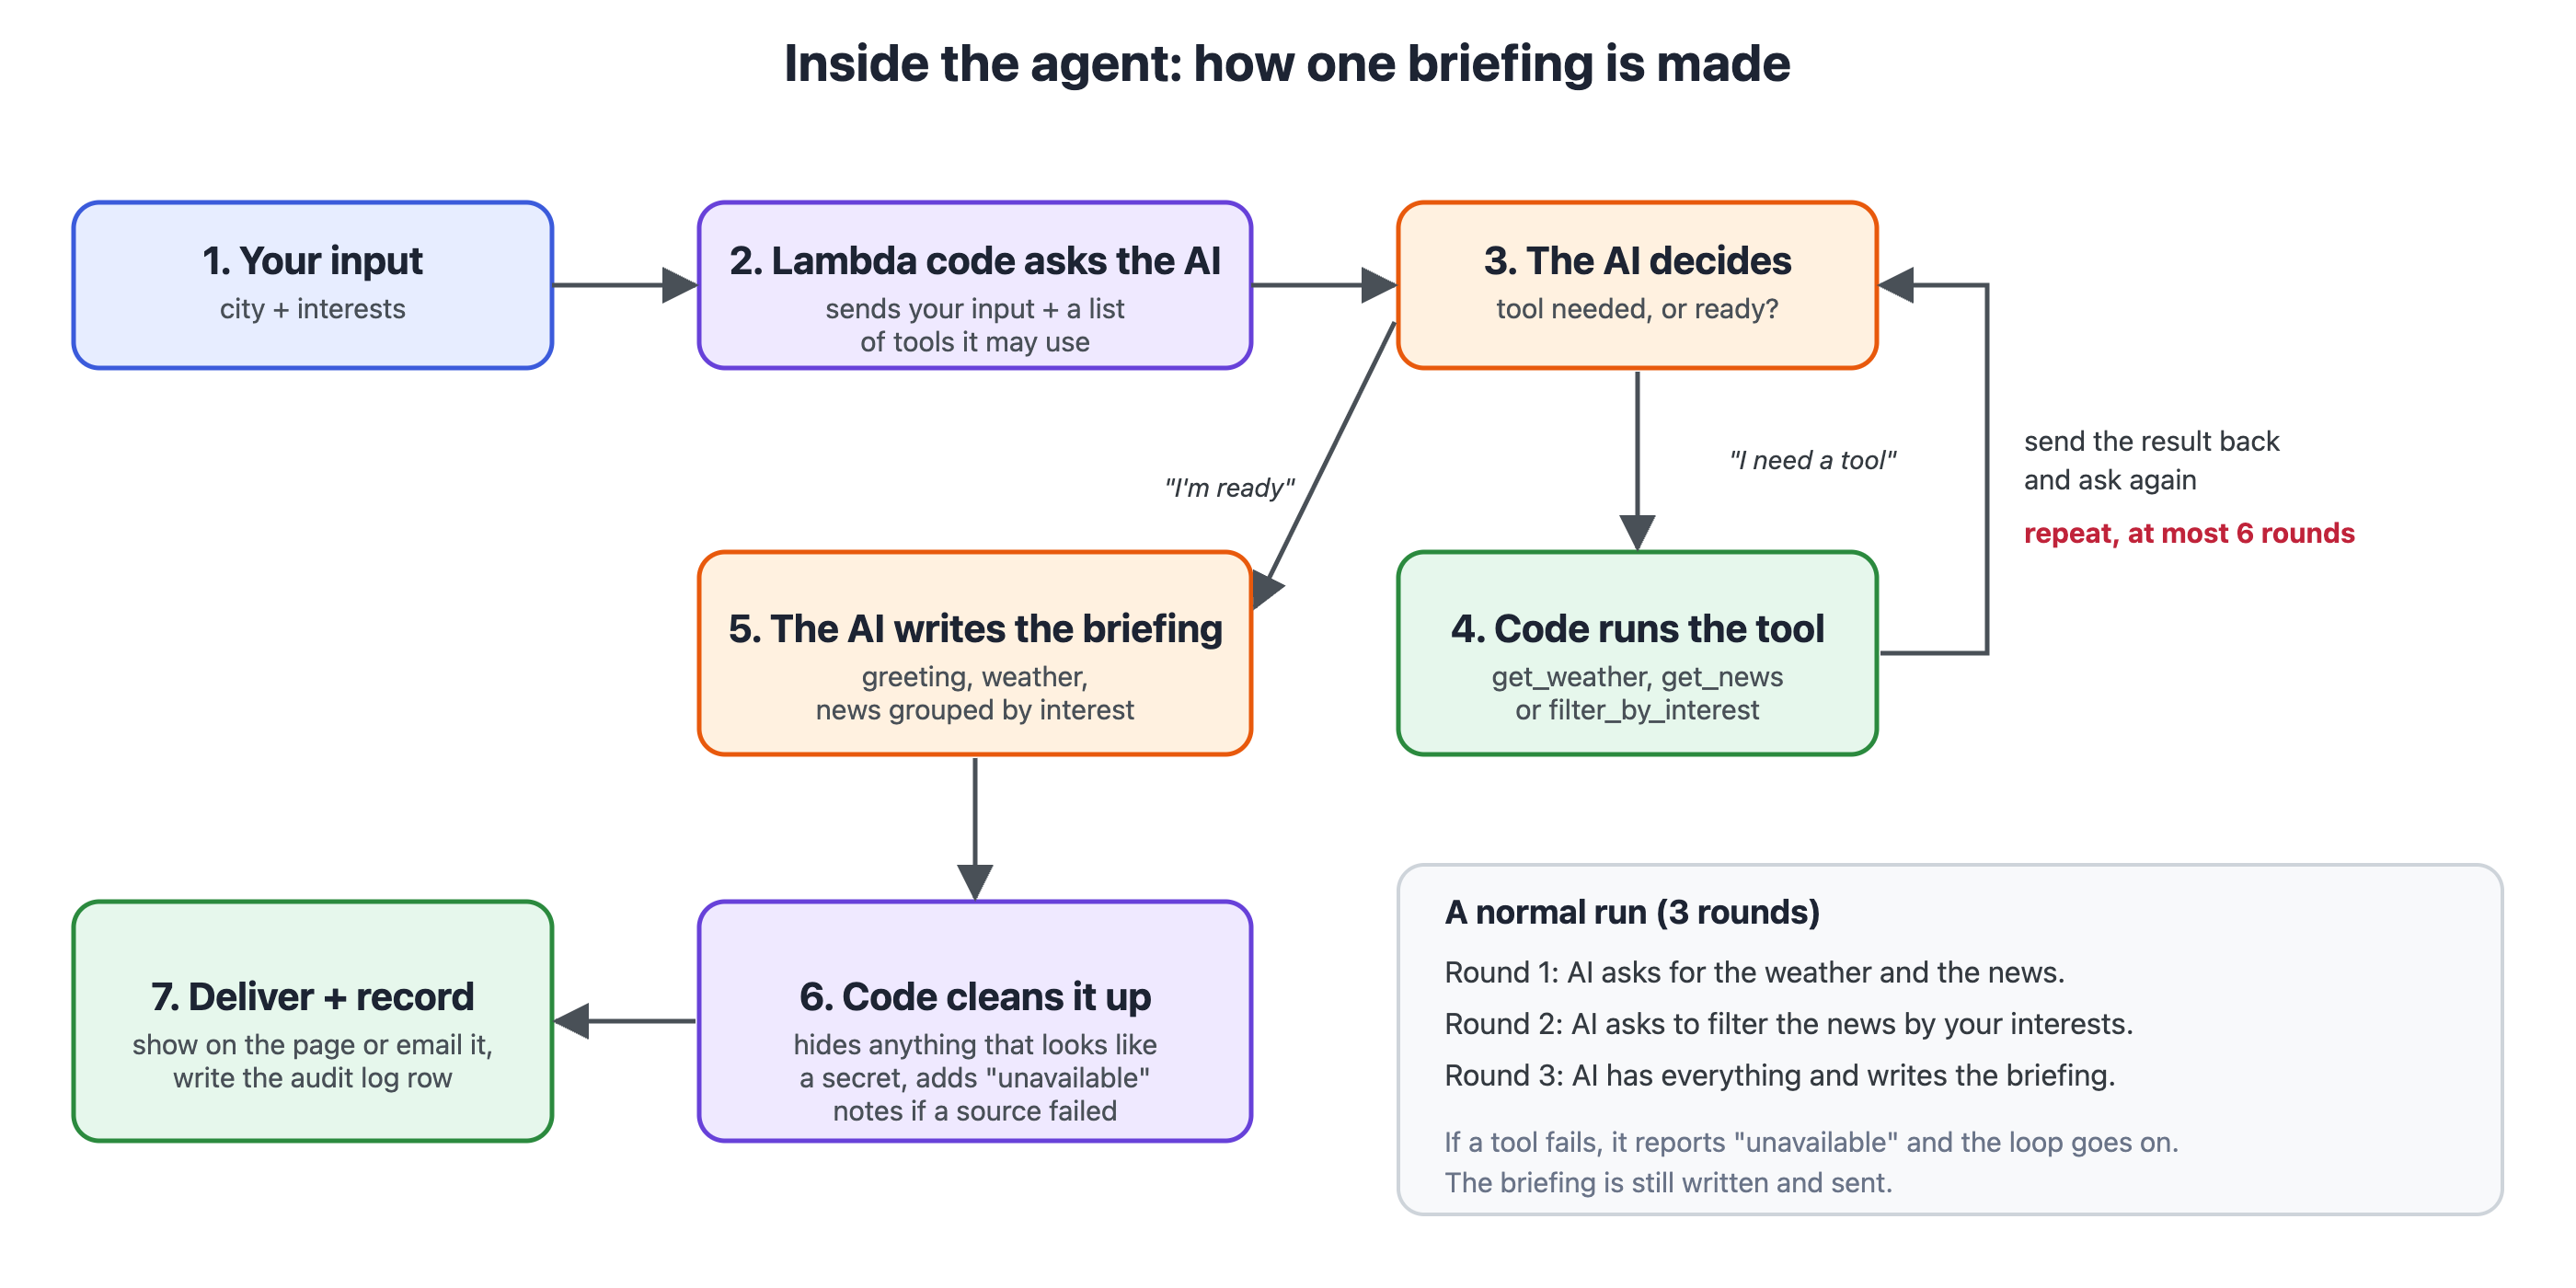 Inside the agent: how one briefing is made
1. Your input
city + interests
2. Lambda code asks the AI
sends your input + a list
of tools it may use
3. The AI decides
tool needed, or ready?
"I'm ready"
"I need a tool"
send the result back
and ask again
repeat, at most 6 rounds
4. Code runs the tool
get_weather, get_news
or filter_by_interest
5. The AI writes the briefing
greeting, weather,
news grouped by interest
6. Code cleans it up
hides anything that looks like
a secret, adds "unavailable"
notes if a source failed
7. Deliver + record
show on the page or email it,
write the audit log row
A normal run (3 rounds)
Round 1: AI asks for the weather and the news.
Round 2: AI asks to filter the news by your interests.
Round 3: AI has everything and writes the briefing.
If a tool fails, it reports "unavailable" and the loop goes on.
The briefing is still written and sent.